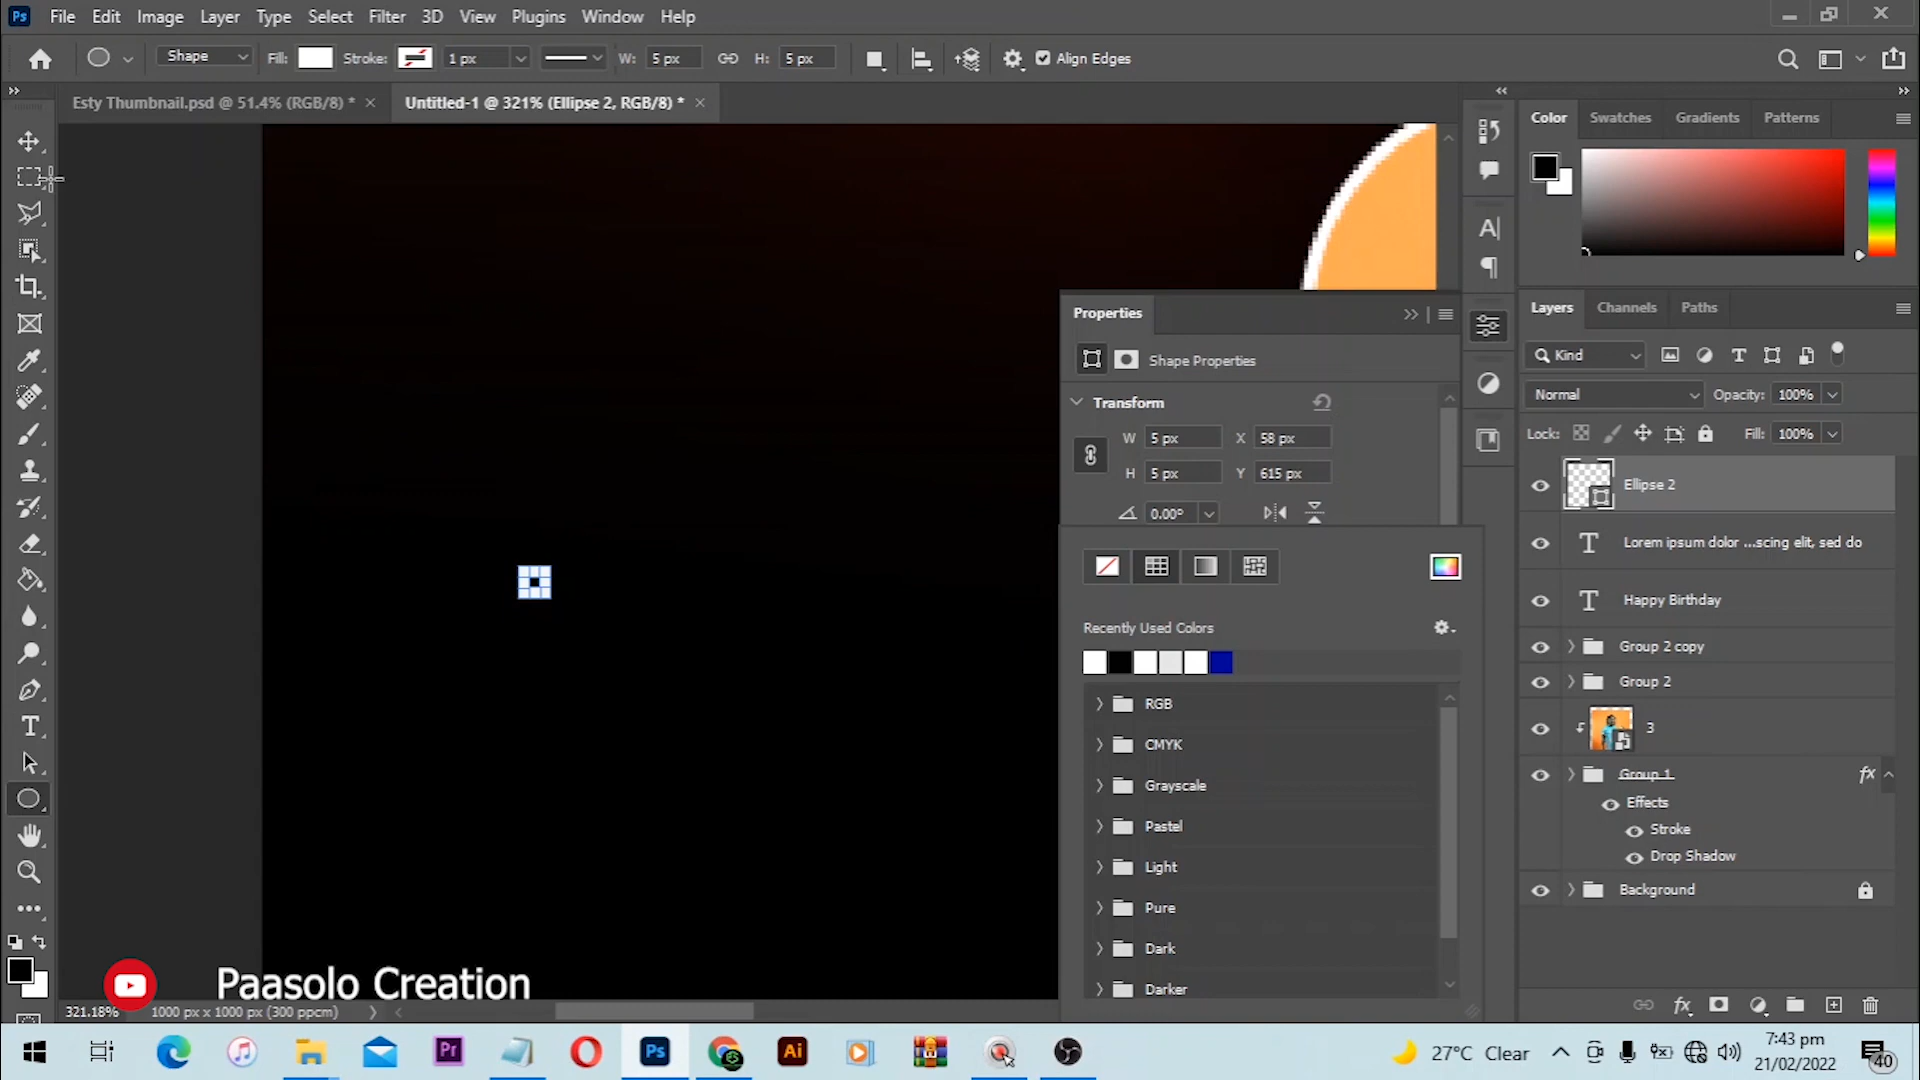 Ps File Edit Image Layer Type Select Filter 3D View Plugins Window Help
Shape Fill: Stroke: 1 px W: 5 px H: 5 px Align Edges
Esty Thumbnail.psd @ 51.4% (RGB/8) * × Untitled-1 @ 321% (Ellipse 2, RGB/8) * ×
Color Swatches Gradients Patterns
Properties
Shape Properties
Transform
W 5 px X 58 px
H 5 px Y 615 px
0.00°
Recently Used Colors
RGB
CMYK
Grayscale
Pastel
Light
Pure
Dark
Darker
Layers Channels Paths
Kind
Normal Opacity: 100%
Lock: Fill: 100%
Ellipse 2
Lorem ipsum dolor ...scing elit, sed do
Happy Birthday
Group 2 copy
Group 2
3
Group 1 fx
Effects
Stroke
Drop Shadow
Background
Paasolo Creation
321.18% 1000 px x 1000 px (300 ppcm)
Pr Ps Ai
27°C Clear
7:43 pm
21/02/2022
40